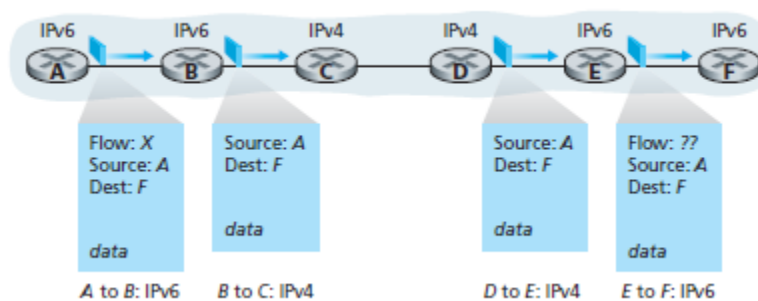 IPv6 IPv6 IPv4 IPv4 IPv6 IPv6
A B C D E F
Flow: X
Source: A
Dest: F
data
Source: A
Dest: F
data
Source: A
Dest: F
data
Flow: ??
Source: A
Dest: F
data
A to B: IPv6 B to C: IPv4 D to E: IPv4 E to F: IPv6